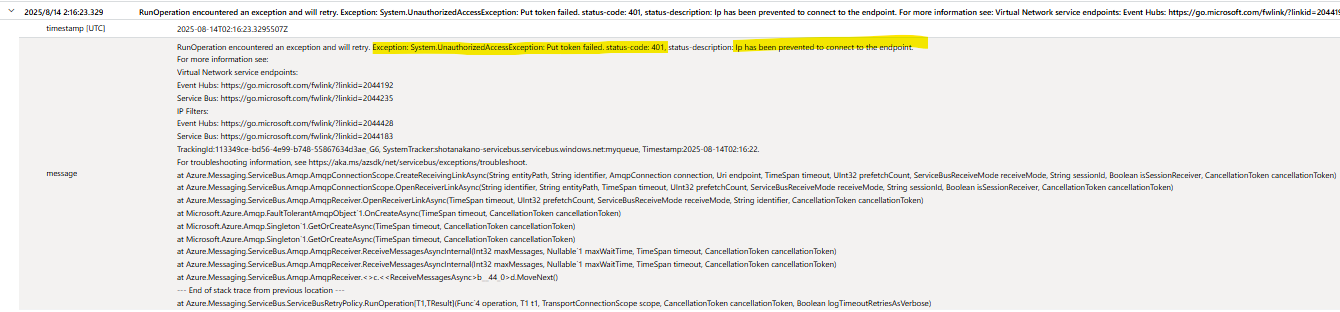 2025/8/14 2:16:23.329 RunOperation encountered an exception and will retry. Exception: System.UnauthorizedAccessException: Put token failed. status-code: 401, status-description: Ip has been prevented to connect to the endpoint. For more information see: Virtual Network service endpoints: Event Hubs: https://go.microsoft.com/fwlink/?linkid=20441
timestamp [UTC] 2025-08-14T02:16:23.3295507Z
RunOperation encountered an exception and will retry. Exception: System.UnauthorizedAccessException: Put token failed. status-code: 401, status-description: Ip has been prevented to connect to the endpoint.
For more information see:
Virtual Network service endpoints:
Event Hubs: https://go.microsoft.com/fwlink/?linkid=2044192
Service Bus: https://go.microsoft.com/fwlink/?linkid=2044235
IP Filters:
Event Hubs: https://go.microsoft.com/fwlink/?linkid=2044428
Service Bus: https://go.microsoft.com/fwlink/?linkid=2044183
TrackingId:113349ce-bd56-4e99-b748-55867634d3ae_G6, SystemTracker:shotanakano-servicebus.servicebus.windows.net:myqueue, Timestamp:2025-08-14T02:16:22.
For troubleshooting information, see https://aka.ms/azsdk/net/servicebus/exceptions/troubleshoot.
message
at Azure.Messaging.ServiceBus.Amqp.AmqpConnectionScope.CreateReceivingLinkAsync(String entityPath, String identifier, AmqpConnection connection, Uri endpoint, TimeSpan timeout, UInt32 prefetchCount, ServiceBusReceiveMode receiveMode, String sessionId, Boolean isSessionReceiver, CancellationToken cancellationToken)
at Azure.Messaging.ServiceBus.Amqp.AmqpConnectionScope.OpenReceiverLinkAsync(String identifier, String entityPath, TimeSpan timeout, UInt32 prefetchCount, ServiceBusReceiveMode receiveMode, String sessionId, Boolean isSessionReceiver, CancellationToken cancellationToken)
at Azure.Messaging.ServiceBus.Amqp.AmqpReceiver.OpenReceiverLinkAsync(TimeSpan timeout, UInt32 prefetchCount, ServiceBusReceiveMode receiveMode, String identifier, CancellationToken cancellationToken)
at Microsoft.Azure.Amqp.FaultTolerantAmqpObject`1.OnCreateAsync(TimeSpan timeout, CancellationToken cancellationToken)
at Microsoft.Azure.Amqp.Singleton`1.GetOrCreateAsync(TimeSpan timeout, CancellationToken cancellationToken)
at Microsoft.Azure.Amqp.Singleton`1.GetOrCreateAsync(TimeSpan timeout, CancellationToken cancellationToken)
at Azure.Messaging.ServiceBus.Amqp.AmqpReceiver.ReceiveMessagesAsyncInternal(Int32 maxMessages, Nullable`1 maxWaitTime, TimeSpan timeout, CancellationToken cancellationToken)
at Azure.Messaging.ServiceBus.Amqp.AmqpReceiver.ReceiveMessagesAsyncInternal(Int32 maxMessages, Nullable`1 maxWaitTime, TimeSpan timeout, CancellationToken cancellationToken)
at Azure.Messaging.ServiceBus.Amqp.AmqpReceiver.<>c.<<ReceiveMessagesAsync>b__44_0>d.MoveNext()
--- End of stack trace from previous location ---
at Azure.Messaging.ServiceBus.ServiceBusRetryPolicy.RunOperation[T1,TResult](Func`4 operation, T1 t1, TransportConnectionScope scope, CancellationToken cancellationToken, Boolean logTimeoutRetriesAsVerbose)